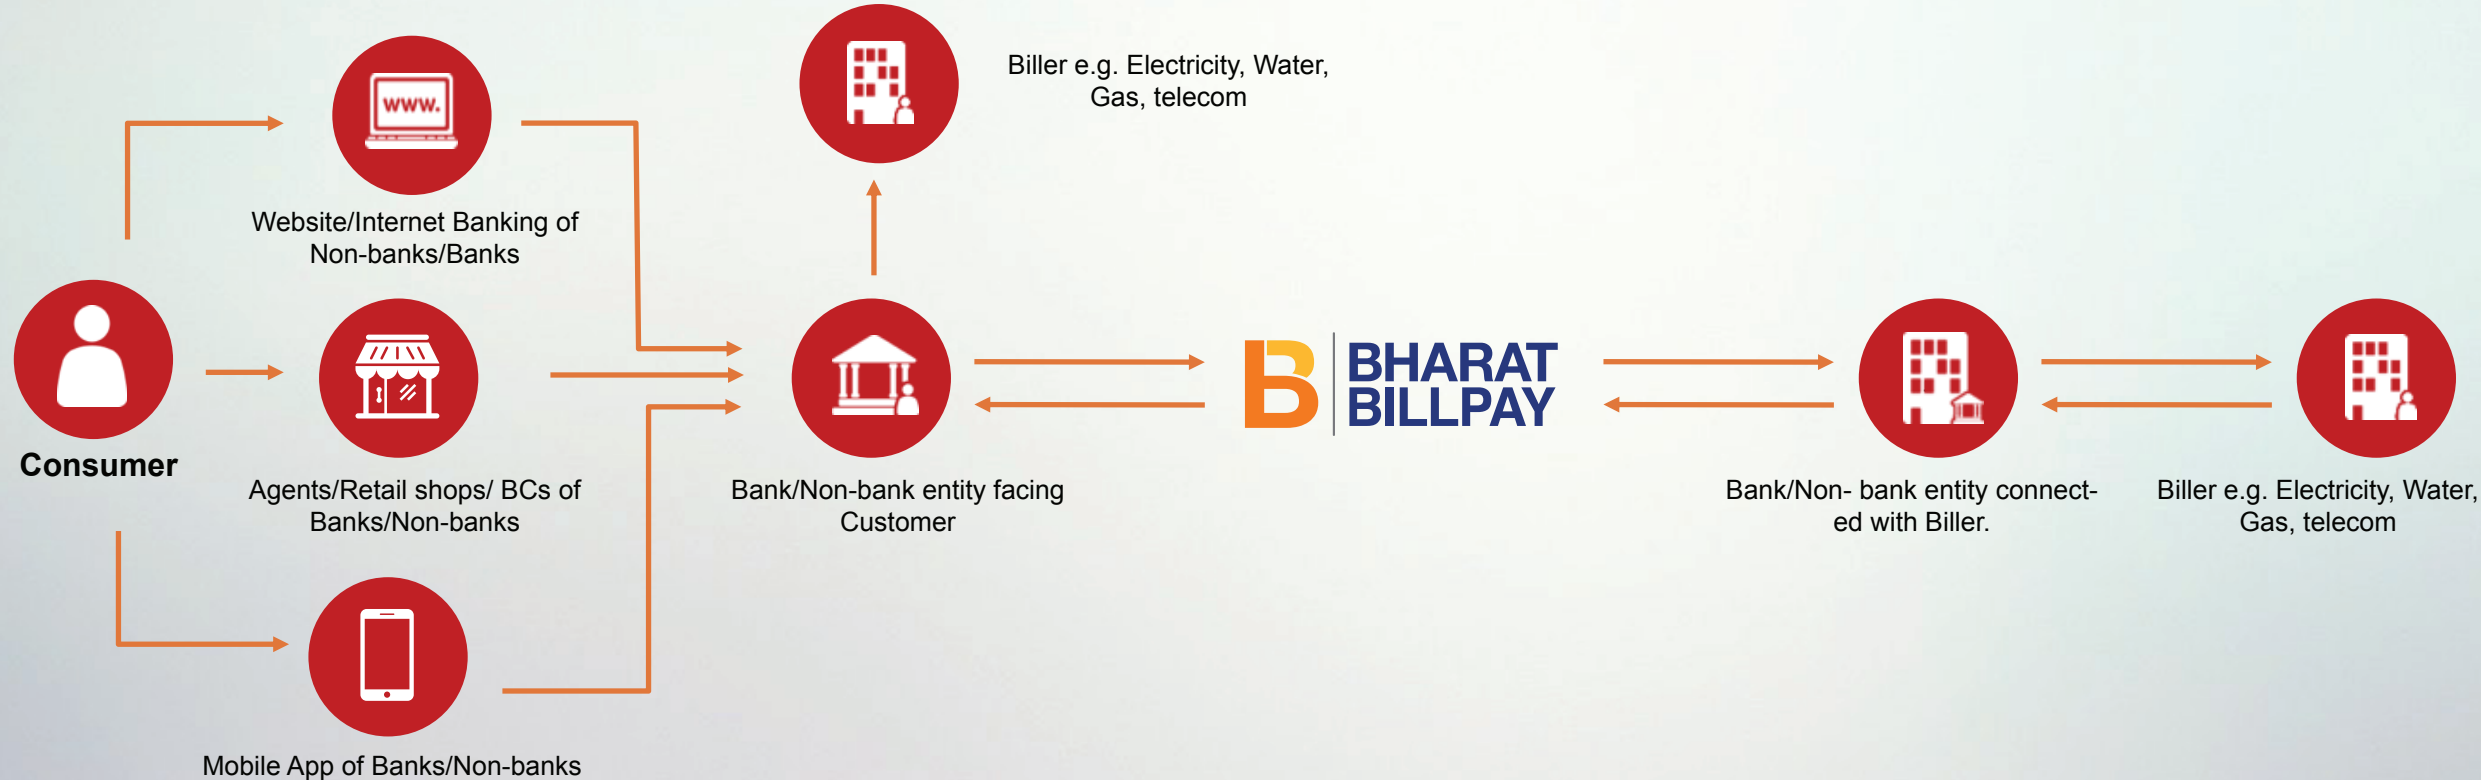 www.
Biller e.g. Electricity, Water,
Gas, telecom
Website/Internet Banking of
Non-banks/Banks
Consumer
Agents/Retail shops/ BCs of
Banks/Non-banks
Bank/Non-bank entity facing
Customer
BHARAT
BILLPAY
Bank/Non- bank entity connect-
ed with Biller.
Biller e.g. Electricity, Water,
Gas, telecom
Mobile App of Banks/Non-banks